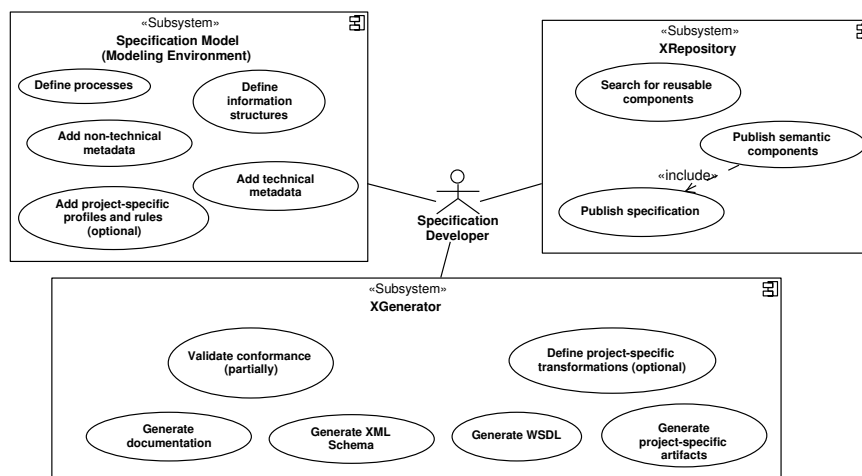 «Subsystem»
Specification Model
(Modeling Environment)
Define processes
Define
information
structures
Add non-technical
metadata
Add technical
metadata
Add project-specific
profiles and rules
(optional)
Specification
Developer
«Subsystem»
XRepository
Search for reusable
components
Publish semantic
components
«include»
Publish specification
«Subsystem»
XGenerator
Validate conformance
(partially)
Define project-specific
transformations (optional)
Generate
documentation
Generate XML
Schema
Generate WSDL
Generate
project-specific
artifacts